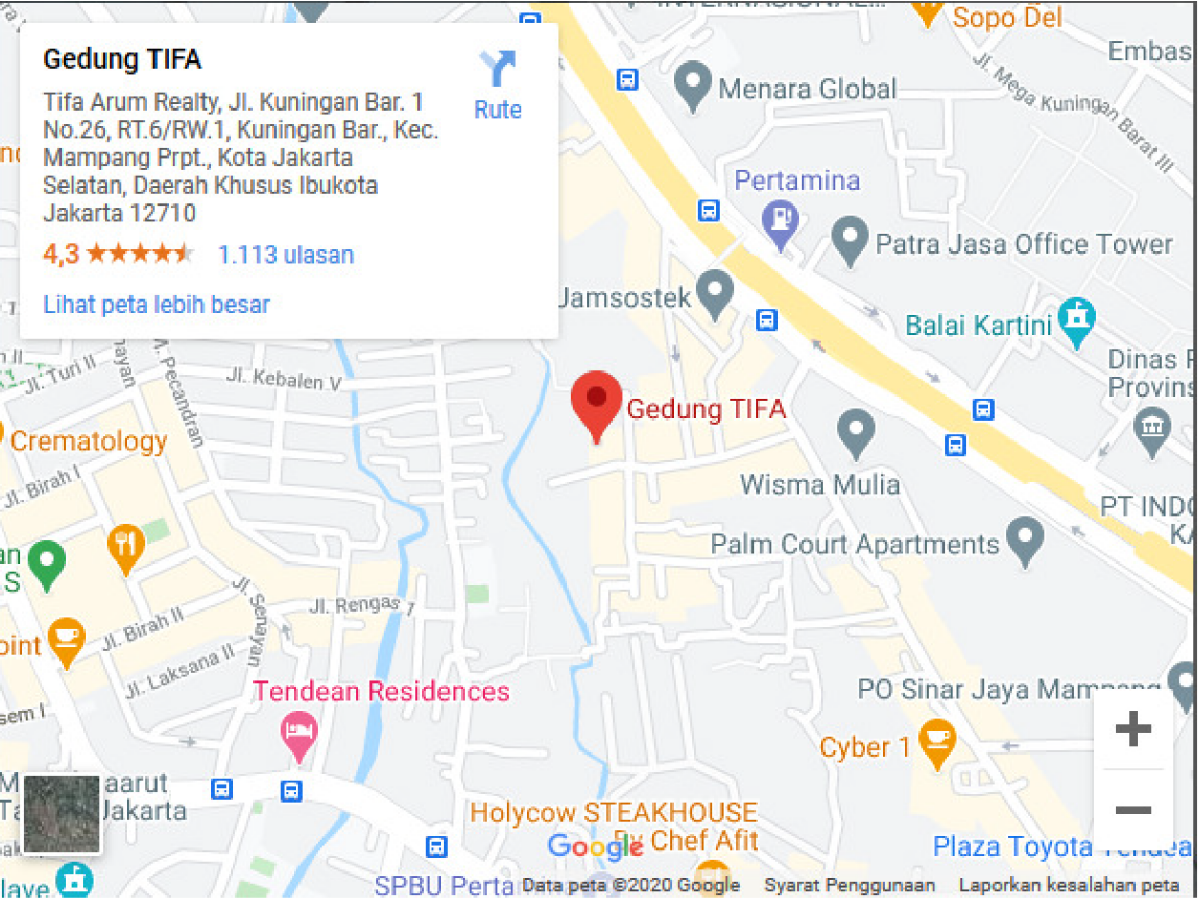 Sopo Del
Gedung TIFA
Tifa Arum Realty, Jl. Kuningan Bar. 1
No.26, RT.6/RW.1, Kuningan Bar., Kec.
Mampang Prpt., Kota Jakarta
Selatan, Daerah Khusus Ibukota
Jakarta 12710
4,3
1.113 ulasan
Lihat peta lebih besar
Rute
Embas
Menara Global
Jl. Mega Kuningan Barat III
Pertamina
Patra Jasa Office Tower
Jamsostek
Balai Kartini
Dinas P
Provins
Jl. Turi II
Jl. Kebalen V
M. Pecandran
Gedung TIFA
Crematology
Jl. Birah I
Wisma Mulia
PT INDO
KA
Palm Court Apartments
an
S
Jl. Senayan
Jl. Rengas 1
Jl. Birah II
oint
Jl. Laksana II
Tendean Residences
PO Sinar Jaya Mampang
sem I
Cyber 1
aarut
Jakarta
Holycow STEAKHOUSE
By Chef Afit
Google
Plaza Toyota Tendea
SPBU Perta
Data peta ©2020 Google
Syarat Penggunaan
Laporkan kesalahan peta